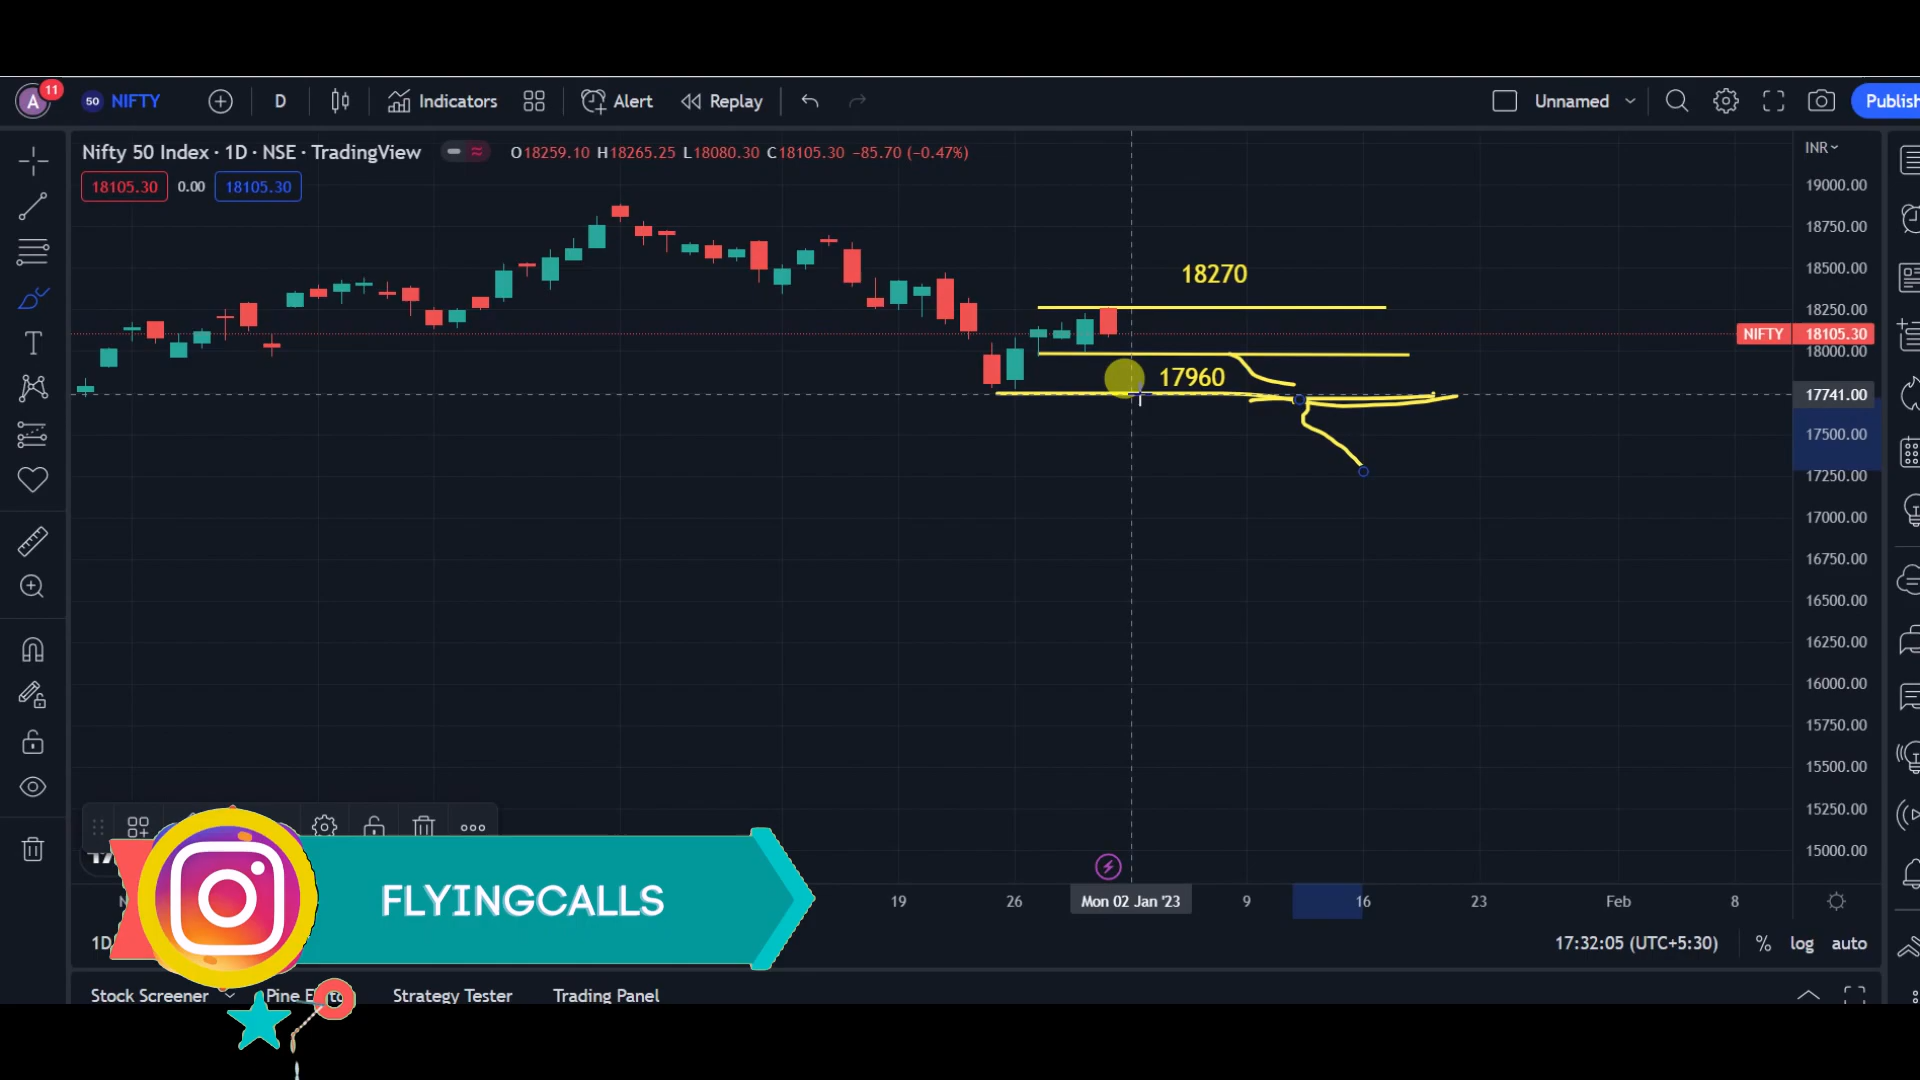 A 11 50 NIFTY D Indicators Alert Replay Unnamed Publish
Nifty 50 Index · 1D · NSE · TradingView O18259.10 H18265.25 L18080.30 C18105.30 −85.70 (−0.47%) INR
18105.30 0.00 18105.30
19000.00
18750.00
18500.00
18270
18250.00
NIFTY 18105.30
18000.00
17960
17741.00
17500.00
17250.00
17000.00
16750.00
16500.00
16250.00
16000.00
15750.00
15500.00
15250.00
15000.00
FLYINGCALLS
19 26 Mon 02 Jan '23 9 16 23 Feb 8
1D 17:32:05 (UTC+5:30) % log auto
Stock Screener Pine Strategy Tester Trading Panel